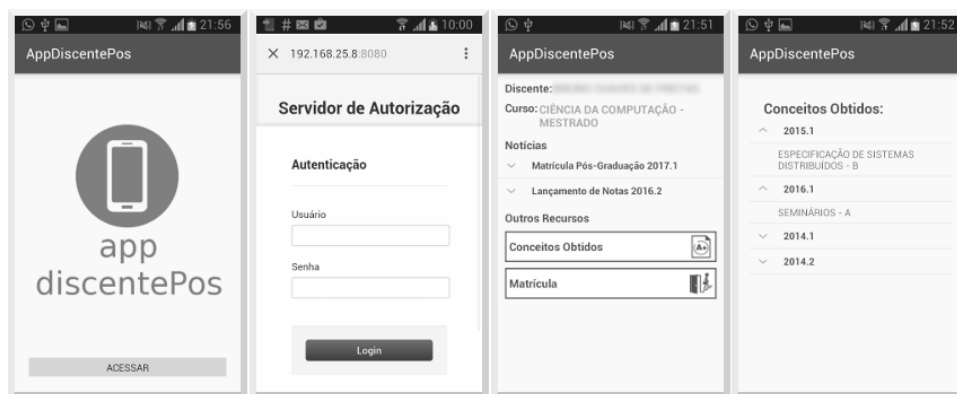 21:56
AppDiscentePos
app
discentePos
ACESSAR
10:00
192.168.25.8:8080
Servidor de Autorização
Autenticação
Usuário
Senha
Login
21:51
AppDiscentePos
Discente:
Curso: CIÊNCIA DA COMPUTAÇÃO -
MESTRADO
Notícias
Matrícula Pós-Graduação 2017.1
Lançamento de Notas 2016.2
Outros Recursos
Conceitos Obtidos
A+
Matrícula
21:52
AppDiscentePos
Conceitos Obtidos:
2015.1
ESPECIFICAÇÃO DE SISTEMAS
DISTRIBUÍDOS - B
2016.1
SEMINÁRIOS - A
2014.1
2014.2